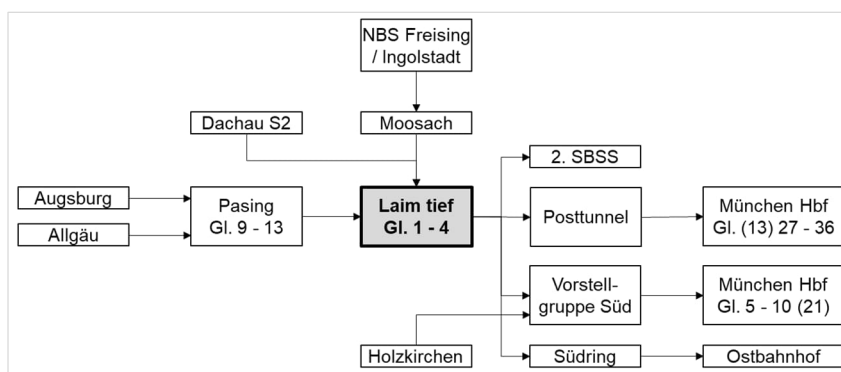 NBS Freising
/ Ingolstadt
Dachau S2
Moosach
2. SBSS
Augsburg
Allgäu
Pasing
Gl. 9 - 13
Laim tief
Gl. 1 - 4
Posttunnel
München Hbf
Gl. (13) 27 - 36
Vorstell-
gruppe Süd
München Hbf
Gl. 5 - 10 (21)
Holzkirchen
Südring
Ostbahnhof